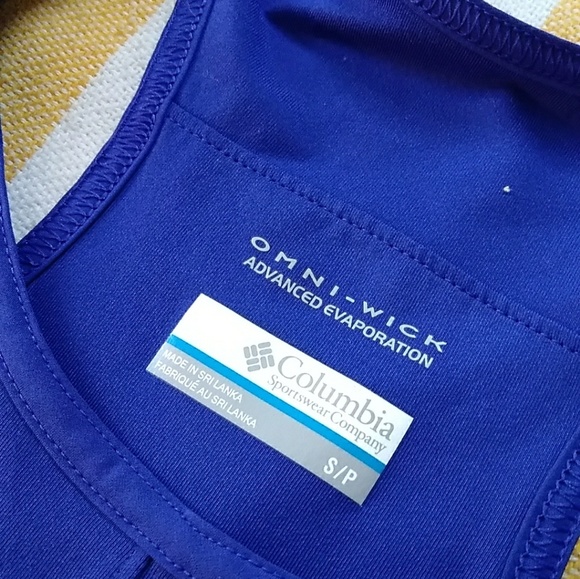 OMNI-WICK
ADVANCED EVAPORATION
Columbia
Sportswear Company
MADE IN SRI LANKA
FABRIQUÉ AU SRI LANKA
S/P